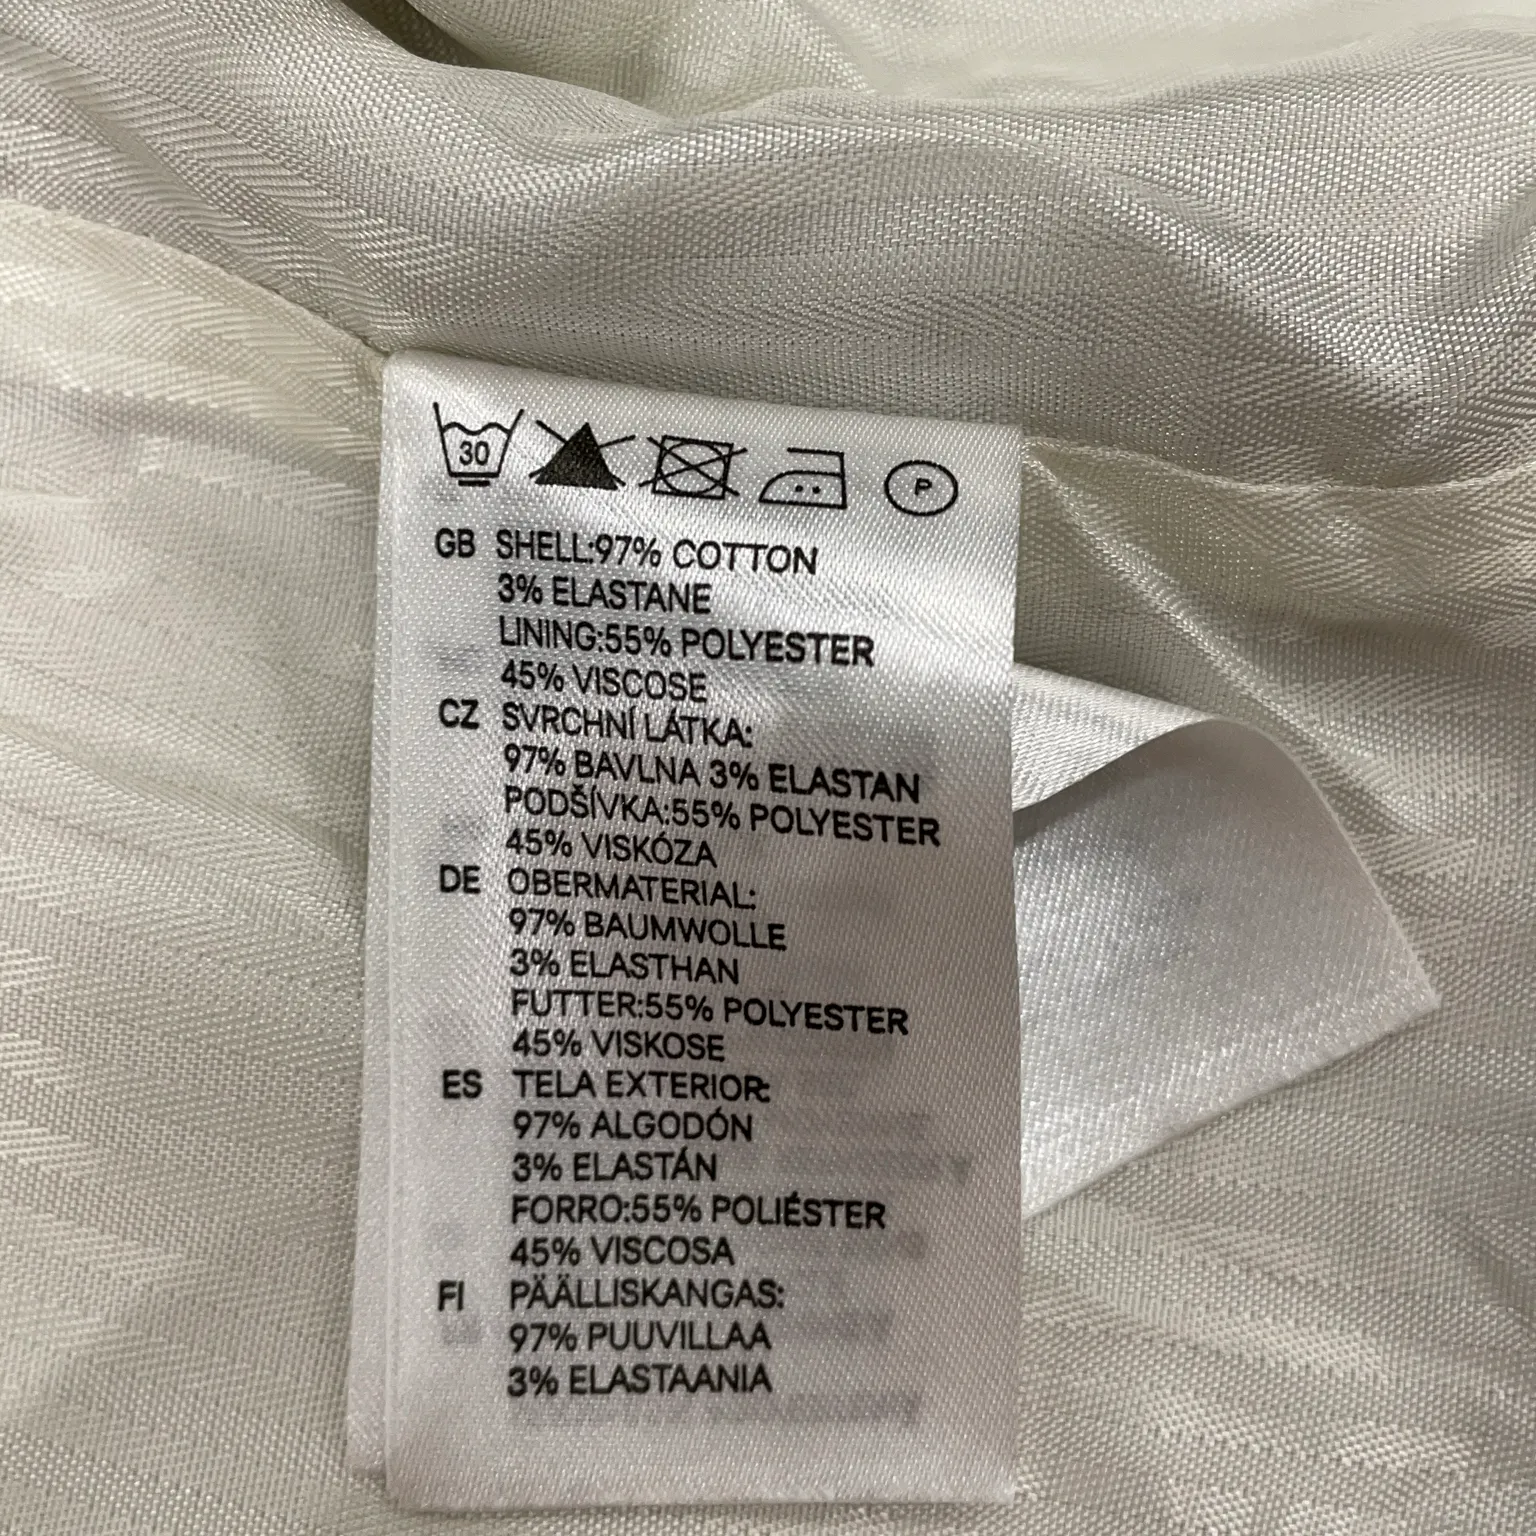 30
P
GB SHELL:97% COTTON
3% ELASTANE
LINING:55% POLYESTER
45% VISCOSE
CZ SVRCHNÍ LÁTKA:
97% BAVLNA 3% ELASTAN
PODŠÍVKA:55% POLYESTER
45% VISKÓZA
DE OBERMATERIAL:
97% BAUMWOLLE
3% ELASTHAN
FUTTER:55% POLYESTER
45% VISKOSE
ES TELA EXTERIOR:
97% ALGODÓN
3% ELASTÁN
FORRO:55% POLIÉSTER
45% VISCOSA
FI PÄÄLLISKANGAS:
97% PUUVILLAA
3% ELASTAANIA